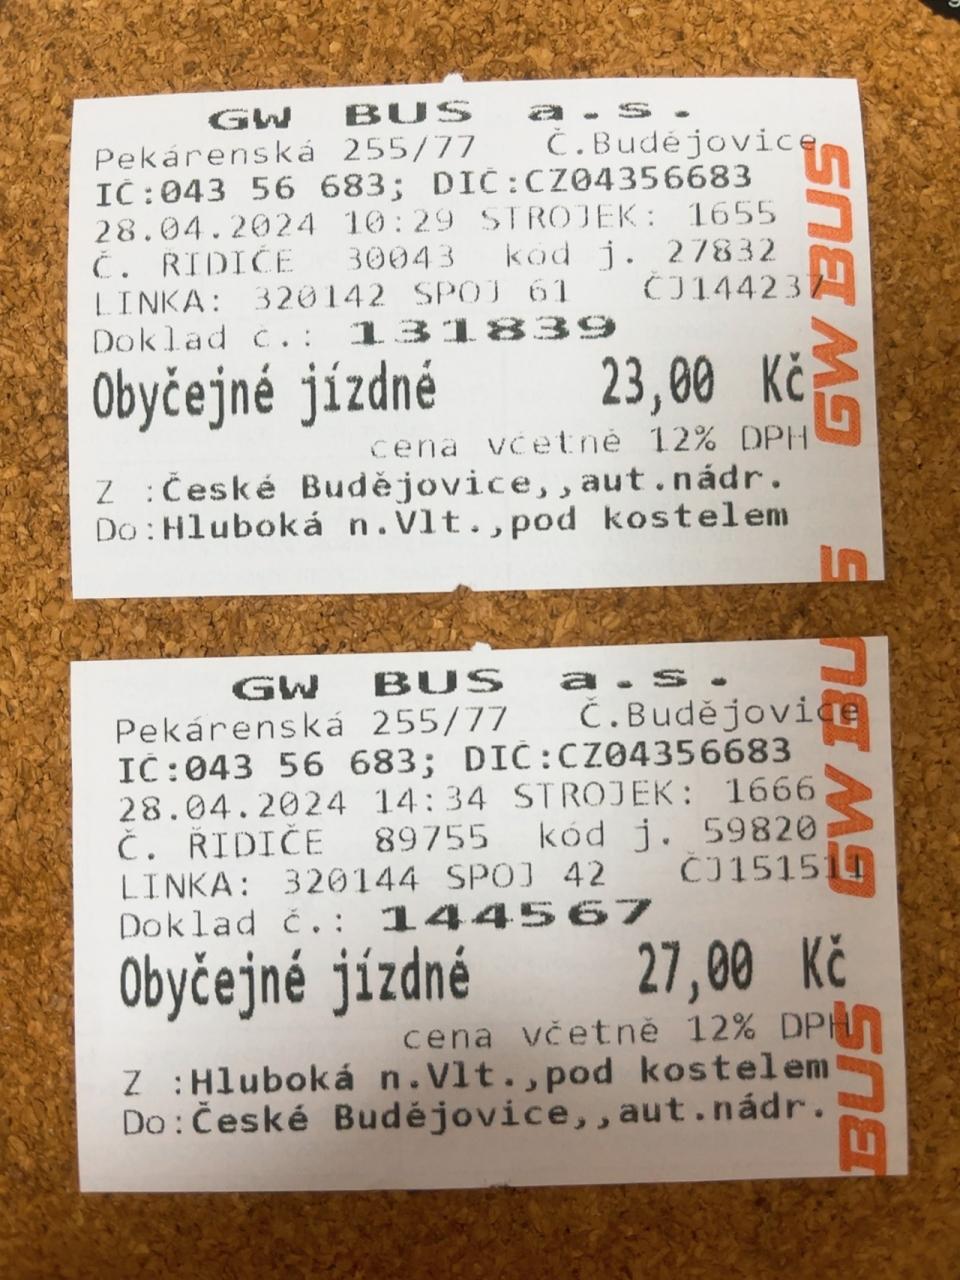 GW BUS a.s.
Pekárenská 255/77 Č.Budějovice
IČ:043 56 683; DIČ:CZ04356683
28.04.2024 10:29 STROJEK: 1655
Č. ŘIDIČE 30043 kód j. 27832
LINKA: 320142 SPOJ 61 ČJ144237
Doklad č.: 131839
Obyčejné jízdné 23,00 Kč
cena včetně 12% DPH
Z :České Budějovice,,aut.nádr.
Do:Hluboká n.Vlt.,pod kostelem
GW BUS
GW BUS a.s.
Pekárenská 255/77 Č.Budějovice
IČ:043 56 683; DIČ:CZ04356683
28.04.2024 14:34 STROJEK: 1666
Č. ŘIDIČE 89755 kód j. 59820
LINKA: 320144 SPOJ 42 ČJ151511
Doklad č.: 144567
Obyčejné jízdné 27,00 Kč
cena včetně 12% DPH
Z :Hluboká n.Vlt.,pod kostelem
Do:České Budějovice,,aut.nádr.
GW BU
BUS